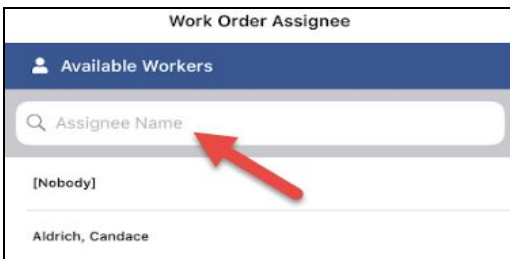 Work Order Assignee
Available Workers
Assignee Name
[Nobody]
Aldrich, Candace